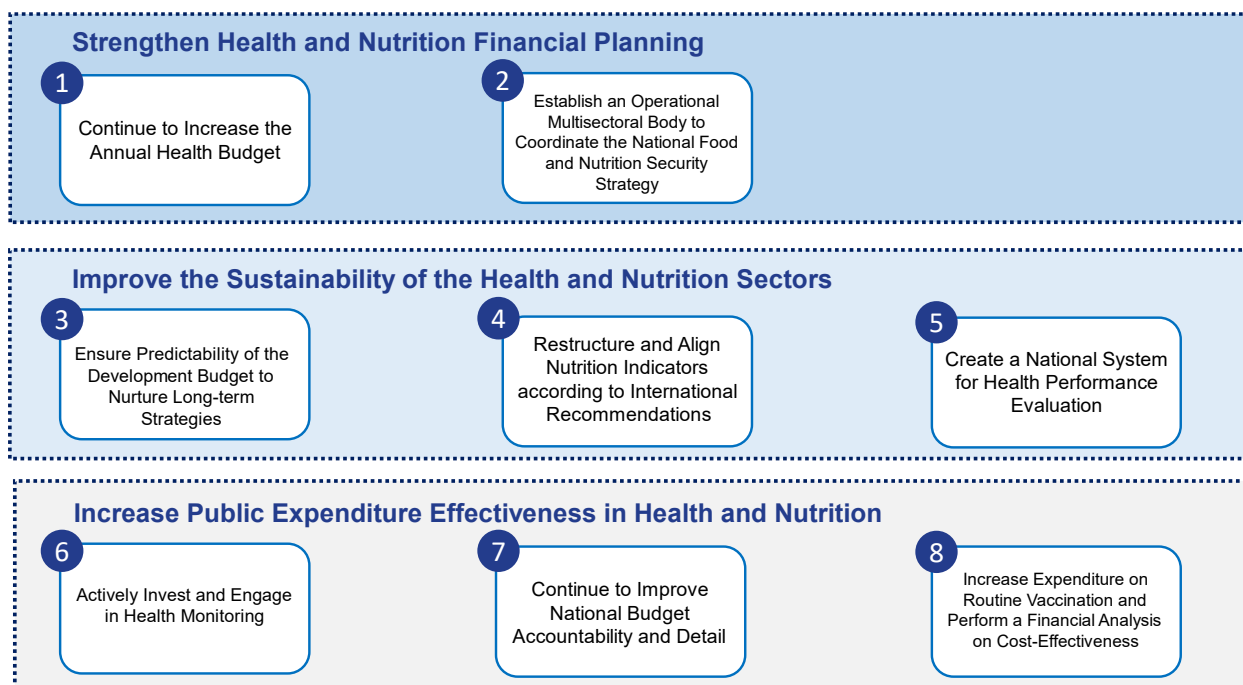 Strengthen Health and Nutrition Financial Planning
1
Continue to Increase the
Annual Health Budget
2
Establish an Operational
Multisectoral Body to
Coordinate the National Food
and Nutrition Security
Strategy
Improve the Sustainability of the Health and Nutrition Sectors
3
Ensure Predictability of the
Development Budget to
Nurture Long-term
Strategies
4
Restructure and Align
Nutrition Indicators
according to International
Recommendations
5
Create a National System
for Health Performance
Evaluation
Increase Public Expenditure Effectiveness in Health and Nutrition
6
Actively Invest and Engage
in Health Monitoring
7
Continue to Improve
National Budget
Accountability and Detail
8
Increase Expenditure on
Routine Vaccination and
Perform a Financial Analysis
on Cost-Effectiveness